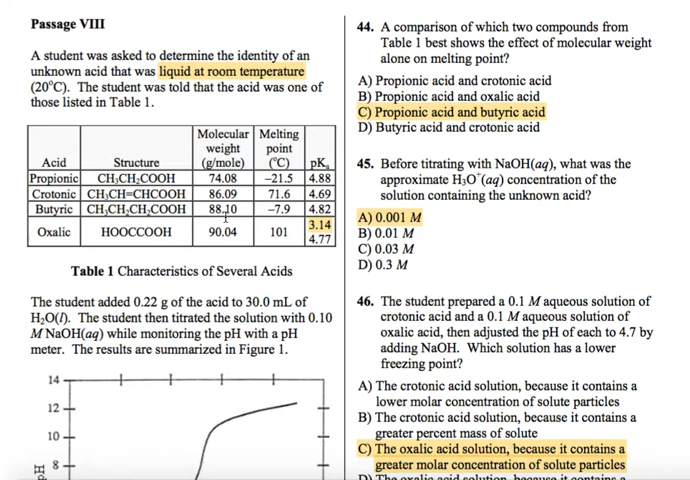 Passage VIII
A student was asked to determine the identity of an
unknown acid that was liquid at room temperature
(20°C). The student was told that the acid was one of
those listed in Table 1.
Acid Structure Molecular weight (g/mole) Melting point (°C) pKa
Propionic CH₃CH₂COOH 74.08 −21.5 4.88
Crotonic CH₃CH=CHCOOH 86.09 71.6 4.69
Butyric CH₃CH₂CH₂COOH 88.10 −7.9 4.82
Oxalic HOOCCOOH 90.04 101 3.14
4.77
Table 1 Characteristics of Several Acids
The student added 0.22 g of the acid to 30.0 mL of
H₂O(l). The student then titrated the solution with 0.10
M NaOH(aq) while monitoring the pH with a pH
meter. The results are summarized in Figure 1.
14
12
10
8
pH
44. A comparison of which two compounds from
Table 1 best shows the effect of molecular weight
alone on melting point?
A) Propionic acid and crotonic acid
B) Propionic acid and oxalic acid
C) Propionic acid and butyric acid
D) Butyric acid and crotonic acid
45. Before titrating with NaOH(aq), what was the
approximate H₃O⁺(aq) concentration of the
solution containing the unknown acid?
A) 0.001 M
B) 0.01 M
C) 0.03 M
D) 0.3 M
46. The student prepared a 0.1 M aqueous solution of
crotonic acid and a 0.1 M aqueous solution of
oxalic acid, then adjusted the pH of each to 4.7 by
adding NaOH. Which solution has a lower
freezing point?
A) The crotonic acid solution, because it contains a
lower molar concentration of solute particles
B) The crotonic acid solution, because it contains a
greater percent mass of solute
C) The oxalic acid solution, because it contains a
greater molar concentration of solute particles
D) The oxalic acid solution, because it contains a